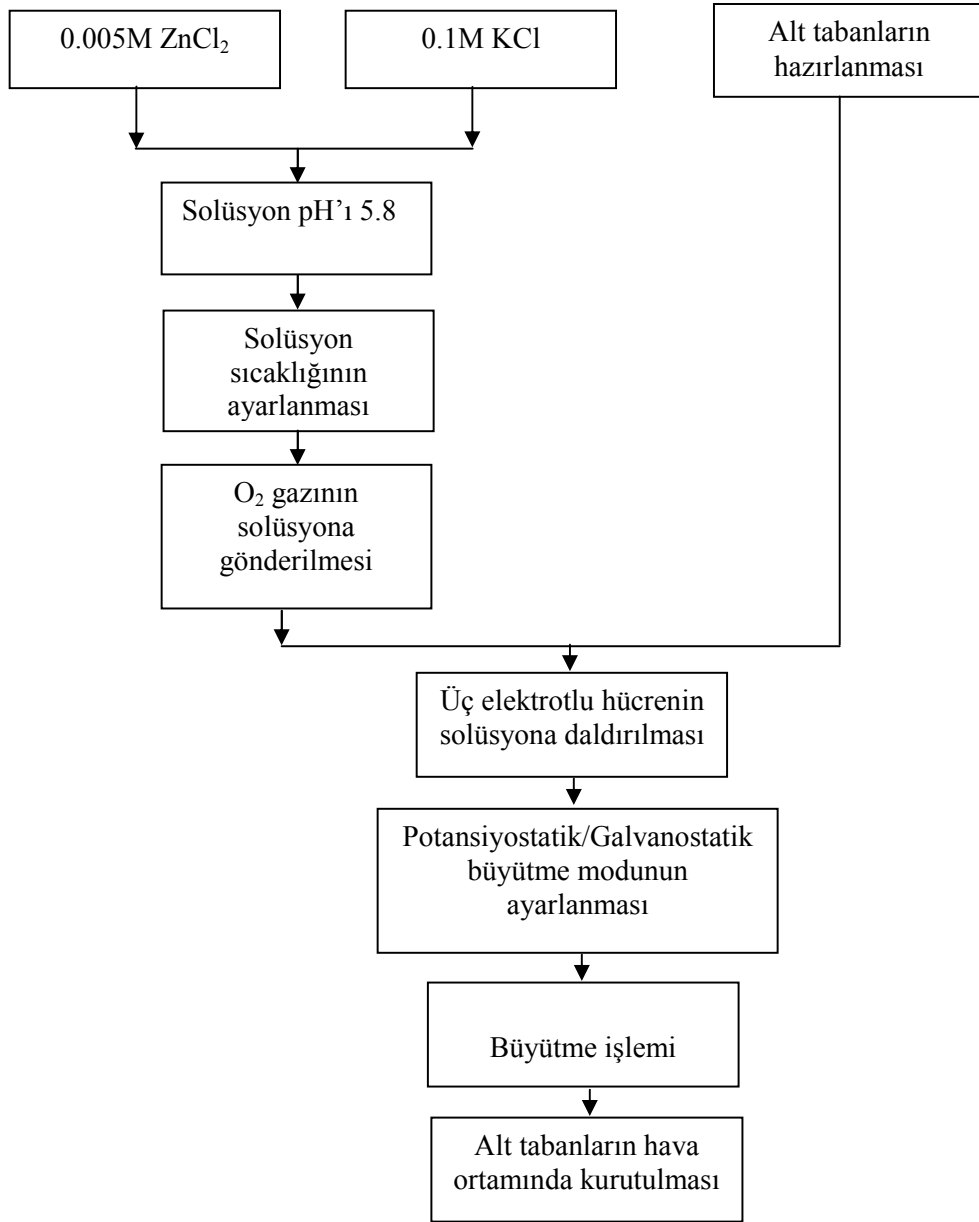 0.005M ZnCl₂
0.1M KCl
Alt tabanların
hazırlanması
Solüsyon pH’ı 5.8
Solüsyon
sıcaklığının
ayarlanması
O₂ gazının
solüsyona
gönderilmesi
Üç elektrotlu hücrenin
solüsyona daldırılması
Potansiyostatik/Galvanostatik
büyütme modunun
ayarlanması
Büyütme işlemi
Alt tabanların hava
ortamında kurutulması